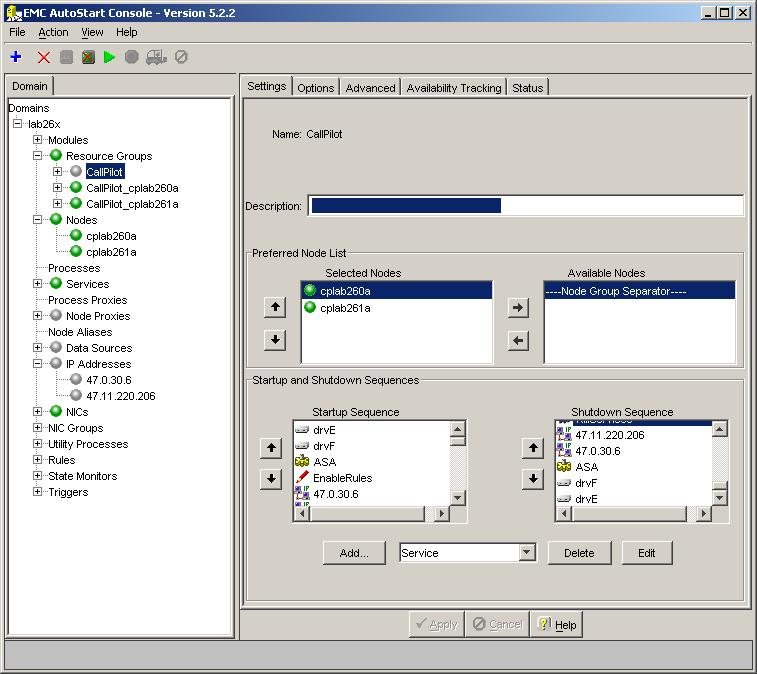 EMC AutoStart Console - Version 5.2.2
File Action View Help
Domain
Domains
lab26x
Modules
Resource Groups
CallPilot
CallPilot_cplab260a
CallPilot_cplab261a
Nodes
cplab260a
cplab261a
Processes
Services
Process Proxies
Node Proxies
Node Aliases
Data Sources
IP Addresses
47.0.30.6
47.11.220.206
NICs
NIC Groups
Utility Processes
Rules
State Monitors
Triggers
Settings Options Advanced Availability Tracking Status
Name: CallPilot
Description:
Preferred Node List
Selected Nodes
cplab260a
cplab261a
Available Nodes
----Node Group Separator----
Startup and Shutdown Sequences
Startup Sequence
drvE
drvF
ASA
EnableRules
47.0.30.6
Shutdown Sequence
47.11.220.206
47.0.30.6
ASA
drvF
drvE
Add... Service Delete Edit
Apply Cancel Help